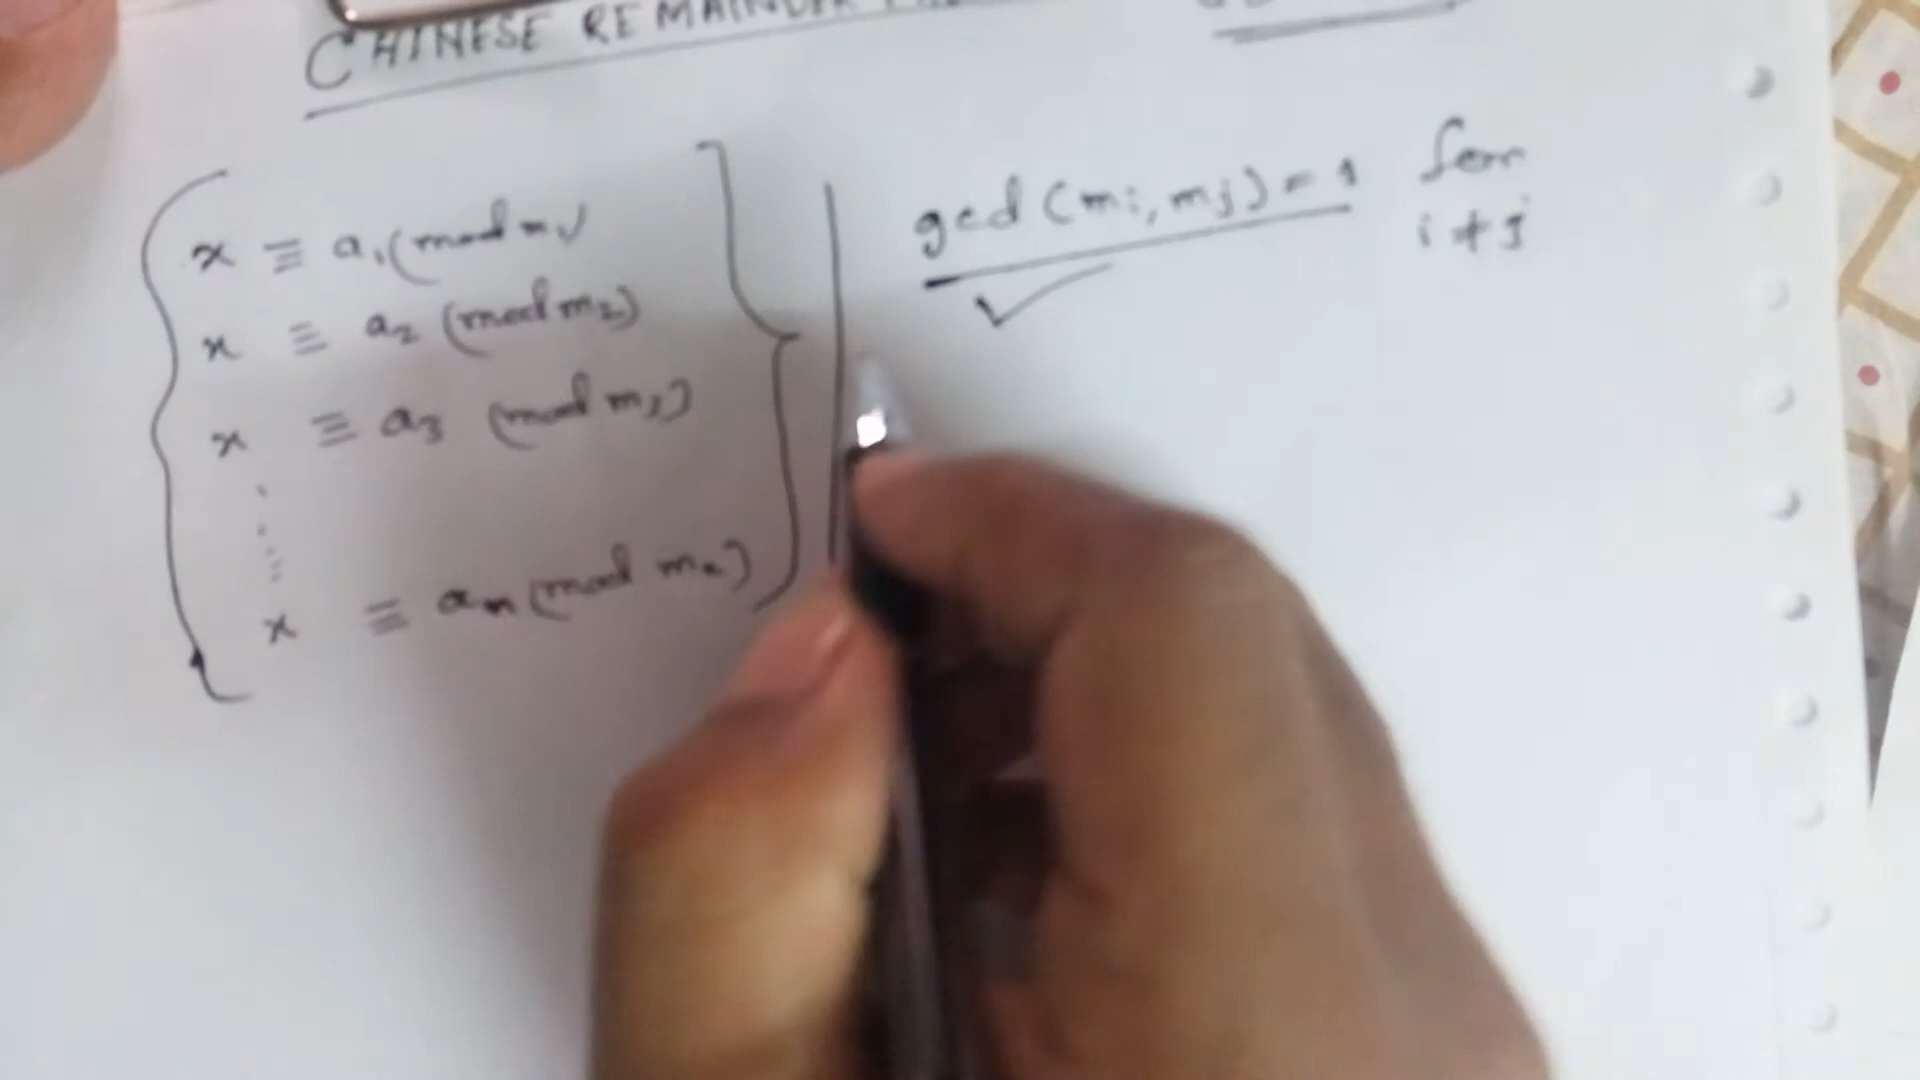 CHINESE REMAINDER
x ≡ a₁ (mod m₁)
x ≡ a₂ (mod m₂)
x ≡ a₃ (mod m₃)
x ≡ aₙ (mod mₙ)
gcd (mi, mj) = 1 for
i ≠ j